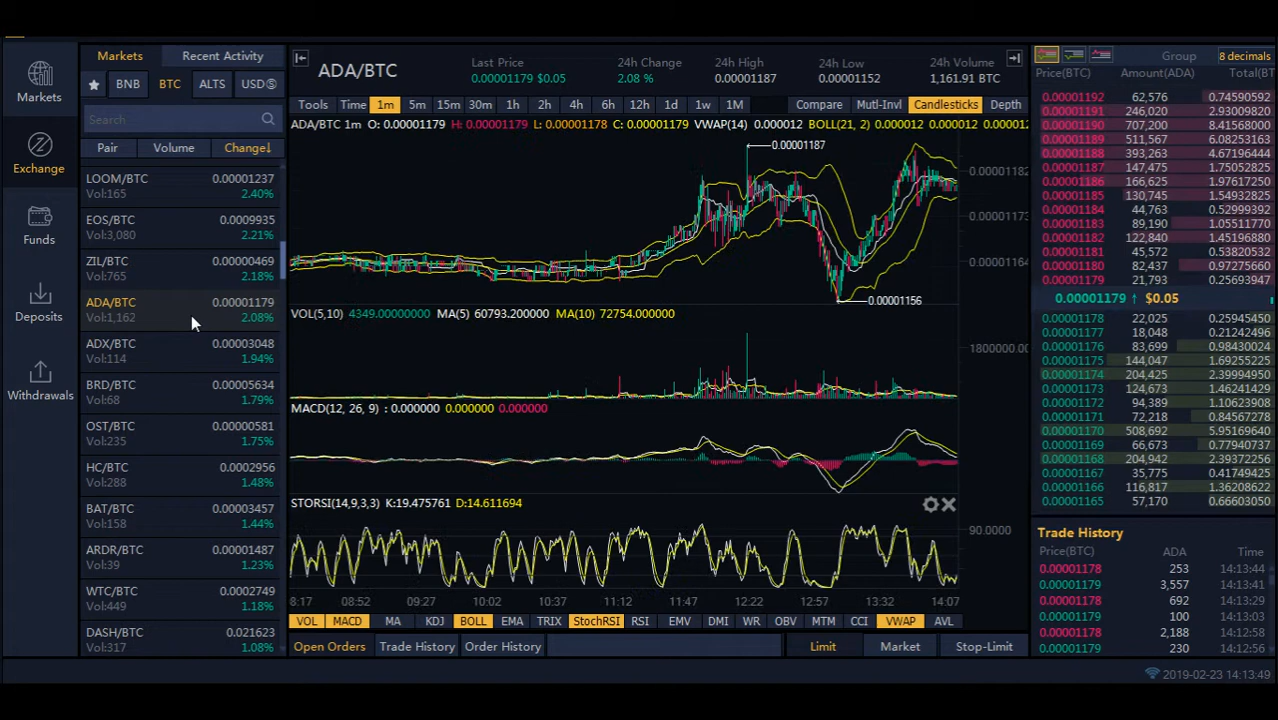 Markets
Exchange
Funds
Deposits
Withdrawals
Markets Recent Activity
BNB BTC ALTS USDⓈ
Search
Pair Volume Change↓
LOOM/BTC 0.00001237
Vol:165 2.40%
EOS/BTC 0.0009935
Vol:3,080 2.21%
ZIL/BTC 0.00000469
Vol:765 2.18%
ADA/BTC 0.00001179
Vol:1,162 2.08%
ADX/BTC 0.00003048
Vol:114 1.94%
BRD/BTC 0.00005634
Vol:68 1.79%
OST/BTC 0.00000581
Vol:235 1.75%
HC/BTC 0.0002956
Vol:288 1.48%
BAT/BTC 0.00003457
Vol:158 1.44%
ARDR/BTC 0.00001487
Vol:39 1.23%
WTC/BTC 0.0002749
Vol:449 1.18%
DASH/BTC 0.021623
Vol:317 1.08%
ADA/BTC
Last Price 24h Change 24h High 24h Low 24h Volume
0.00001179 $0.05 2.08 % 0.00001187 0.00001152 1,161.91 BTC
Tools Time 1m 5m 15m 30m 1h 2h 4h 6h 12h 1d 1w 1M Compare Mutl-Invl Candlesticks Depth
ADA/BTC 1m O: 0.00001179 H: 0.00001179 L: 0.00001178 C: 0.00001179 VWAP(14) 0.000012 BOLL(21, 2) 0.000012 0.000012 0.00001
0.00001187
0.00001182
0.00001173
0.00001164
0.00001156
VOL(5,10) 4349.00000000 MA(5) 60793.200000 MA(10) 72754.000000
1800000.00
MACD(12, 26, 9) : 0.000000 0.000000 0.000000
STORSI(14,9,3,3) K:19.475761 D:14.611694
90.0000
8:17 08:52 09:27 10:02 10:37 11:12 11:47 12:22 12:57 13:32 14:07
VOL MACD MA KDJ BOLL EMA TRIX StochRSI RSI EMV DMI WR OBV MTM CCI VWAP AVL
Open Orders Trade History Order History Limit Market Stop-Limit
Group 8 decimals
Price(BTC) Amount(ADA) Total(BT
0.00001192 62,576 0.74590592
0.00001191 246,020 2.93009820
0.00001190 707,200 8.41568000
0.00001189 511,567 6.08253163
0.00001188 393,263 4.67196444
0.00001187 147,475 1.75052825
0.00001186 166,625 1.97617250
0.00001185 130,745 1.54932825
0.00001184 44,763 0.52999392
0.00001183 89,190 1.05511770
0.00001182 122,840 1.45196880
0.00001181 45,572 0.53820532
0.00001180 82,437 0.97275660
0.00001179 21,793 0.25693947
0.00001179 ↑ $0.05
0.00001178 22,025 0.25945450
0.00001177 18,048 0.21242496
0.00001176 83,699 0.98430024
0.00001175 144,047 1.69255225
0.00001174 204,425 2.39994950
0.00001173 124,673 1.46241429
0.00001172 94,389 1.10623908
0.00001171 72,218 0.84567278
0.00001170 508,692 5.95169640
0.00001169 66,673 0.77940737
0.00001168 204,942 2.39372256
0.00001167 35,775 0.41749425
0.00001166 116,817 1.36208622
0.00001165 57,170 0.66603050
Trade History
Price(BTC) ADA Time
0.00001178 253 14:13:44
0.00001179 3,557 14:13:41
0.00001178 692 14:13:29
0.00001179 100 14:13:03
0.00001178 2,188 14:12:58
0.00001179 230 14:12:56
2019-02-23 14:13:49